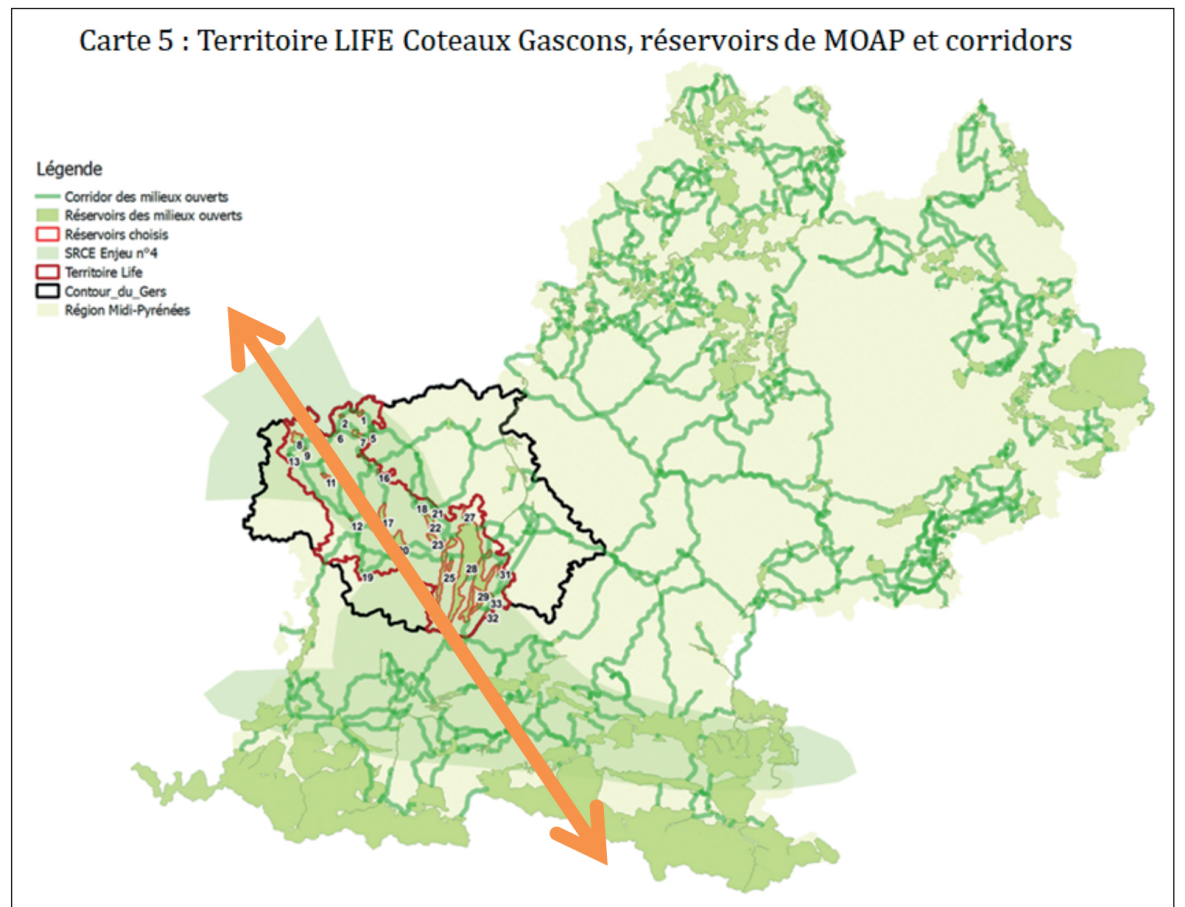 Carte 5 : Territoire LIFE Coteaux Gascons, réservoirs de MOAP et corridors
Légende
Corridor des milieux ouverts
Réservoirs des milieux ouverts
Réservoirs choisis
SRCE Enjeu n°4
Territoire Life
Contour_du_Gers
Région Midi-Pyrénées
1
2
6
7
5
8
9
13
11
16
18
21
27
12
17
22
23
20
19
25
28
31
29
33
32